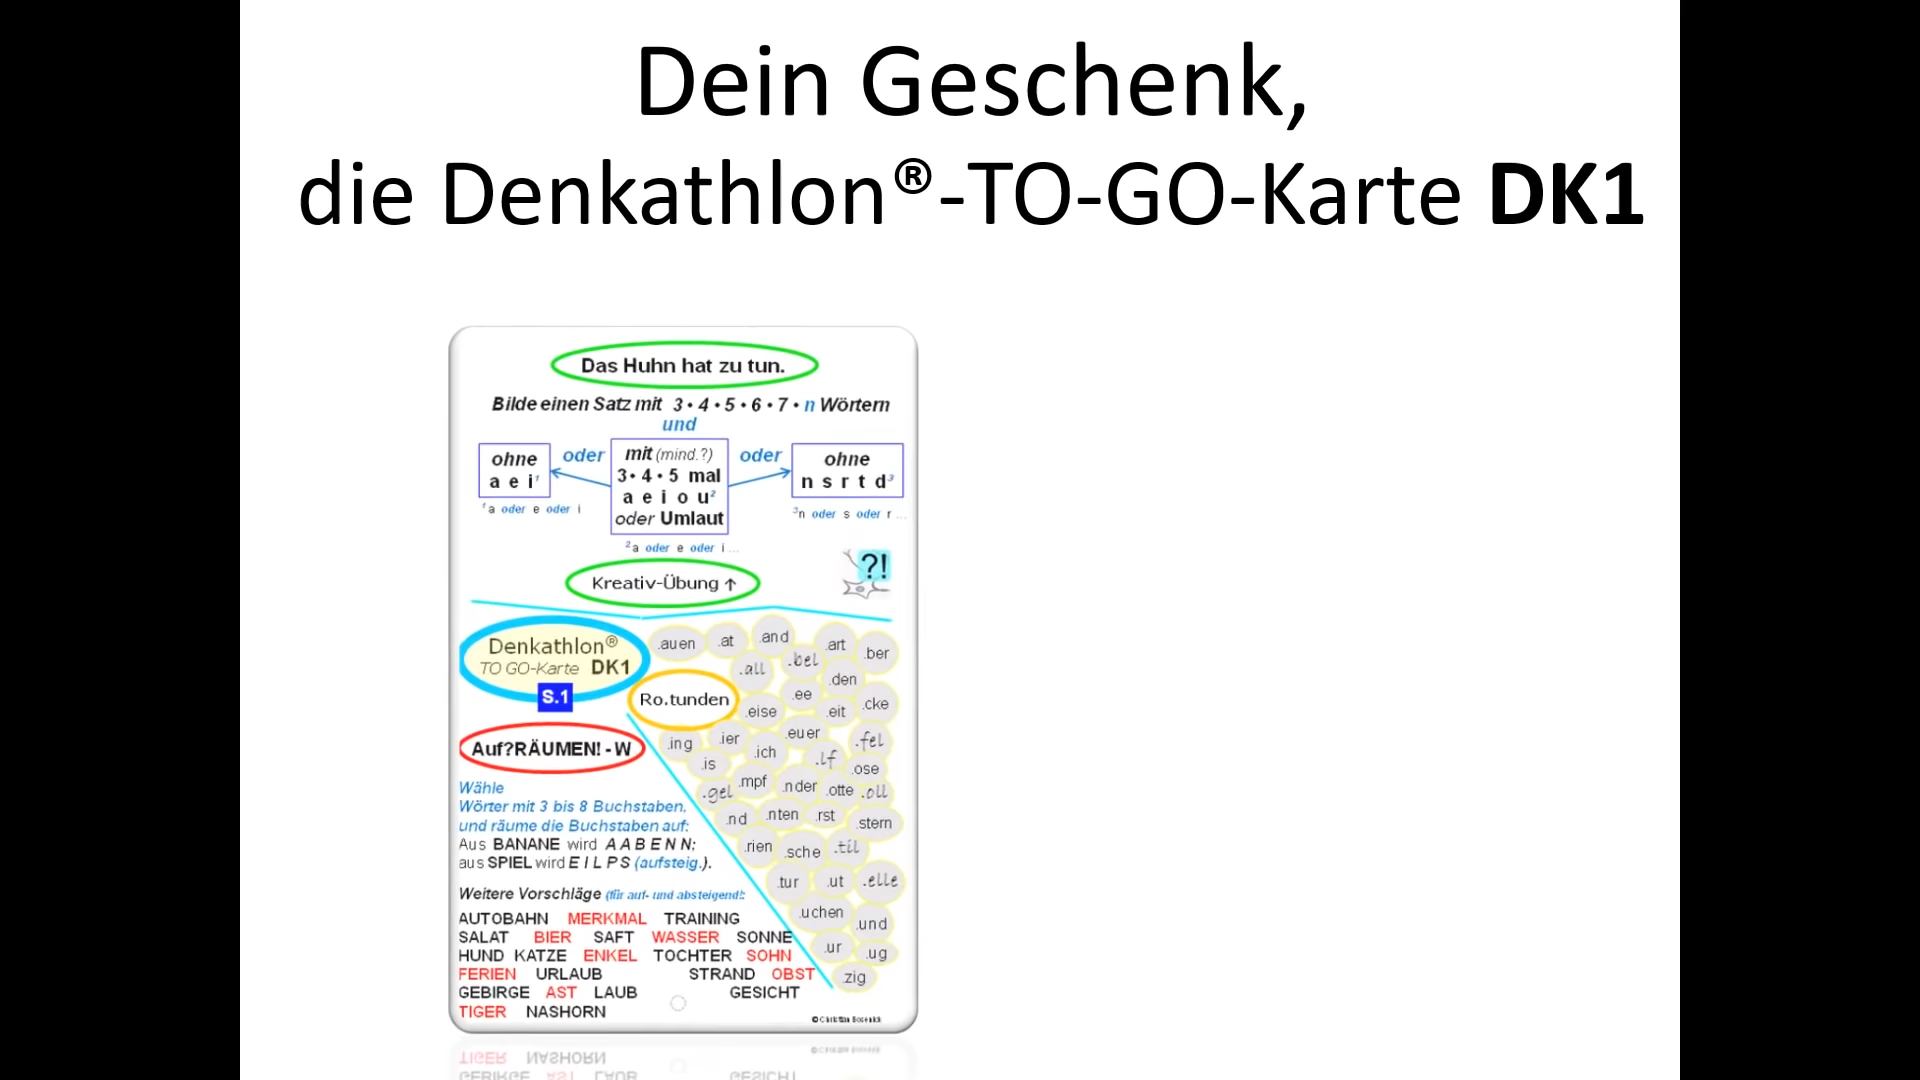 Dein Geschenk,
die Denkathlon®-TO-GO-Karte DK1
Das Huhn hat zu tun.
Bilde einen Satz mit 3 • 4 • 5 • 6 • 7 • n Wörtern
und
ohne
a e i¹
oder
mit (mind.?)
3 • 4 • 5 mal
a e i o u²
oder Umlaut
oder
ohne
n s r t d³
¹a oder e oder i
³n oder s oder r ...
²a oder e oder i ...
?!
Kreativ-Übung ↑
Denkathlon®
TO GO-Karte DK1
S.1
Ro.tunden
.auen .at .and .art .ber
.all .bel .den
.ee
.eise .eit .cke
.ing .ier .euer .fel
.is .ich .lf .ose
.gel .mpf .nder .otte .oll
.nd .nten .rst .stern
.rien .sche .til
.tur .ut .elle
.uchen .und
.ur .ug
.zig
Auf?RÄUMEN! - W
Wähle
Wörter mit 3 bis 8 Buchstaben,
und räume die Buchstaben auf:
Aus BANANE wird A A B E N N;
aus SPIEL wird E I L P S (aufsteig.).
Weitere Vorschläge (für auf- und absteigend!:
AUTOBAHN MERKMAL TRAINING
SALAT BIER SAFT WASSER SONNE
HUND KATZE ENKEL TOCHTER SOHN
FERIEN URLAUB STRAND OBST
GEBIRGE AST LAUB GESICHT
TIGER NASHORN